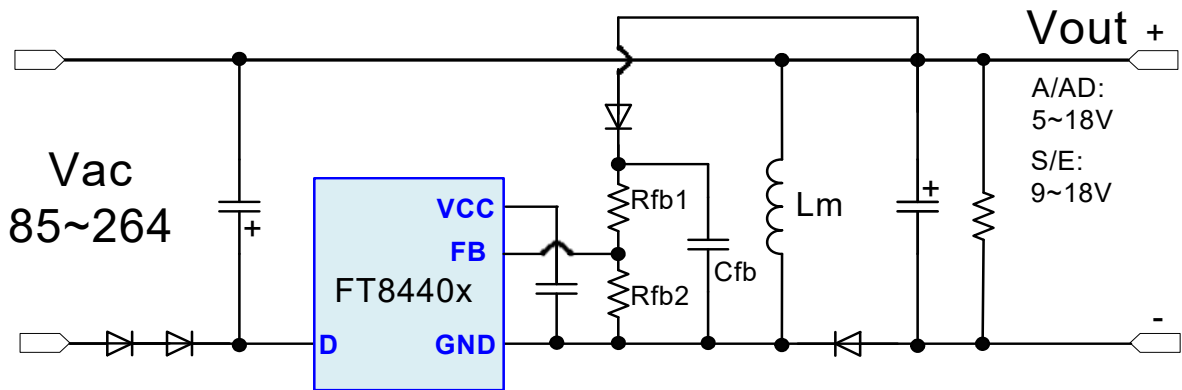 Vout +
A/AD:
5~18V
S/E:
9~18V
Vac
85~264
+
VCC
FB
FT8440x
D
GND
Rfb1
Rfb2
Cfb
Lm
+
-